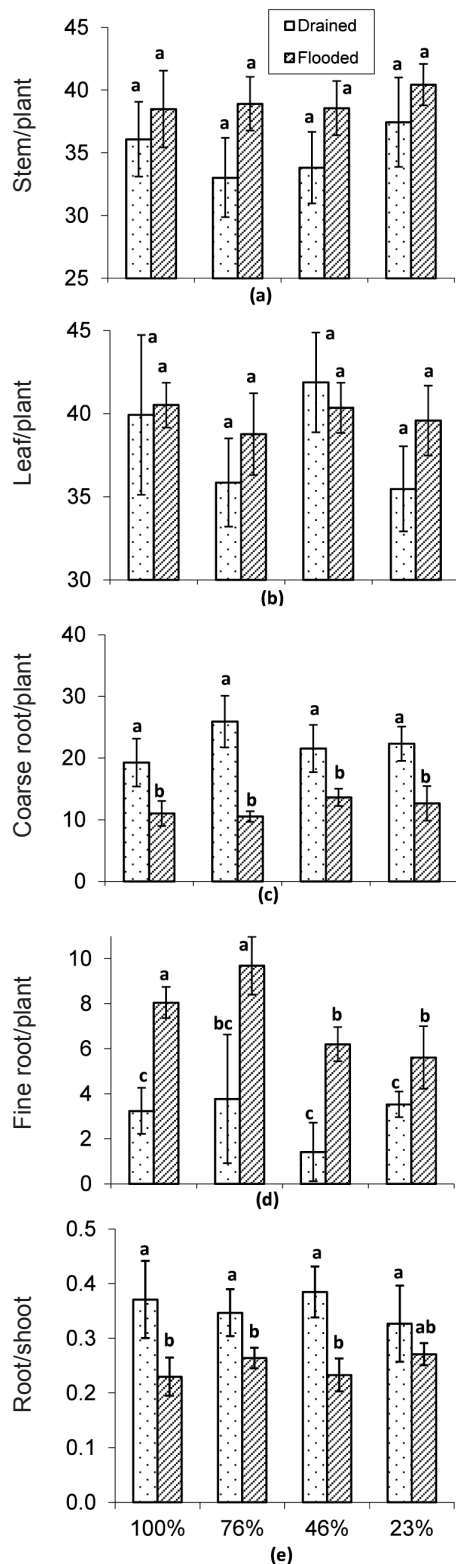 Drained
Flooded
Stem/plant
45
40
35
30
25
a a a a a a a a
(a)
Leaf/plant
45
40
35
30
a a a a a a a a
(b)
Coarse root/plant
40
30
20
10
0
a b a b a b a b
(c)
Fine root/plant
10
8
6
4
2
0
c a bc a c b c b
(d)
Root/shoot
0.5
0.4
0.3
0.2
0.1
0.0
a b a b a b a ab
100% 76% 46% 23%
(e)